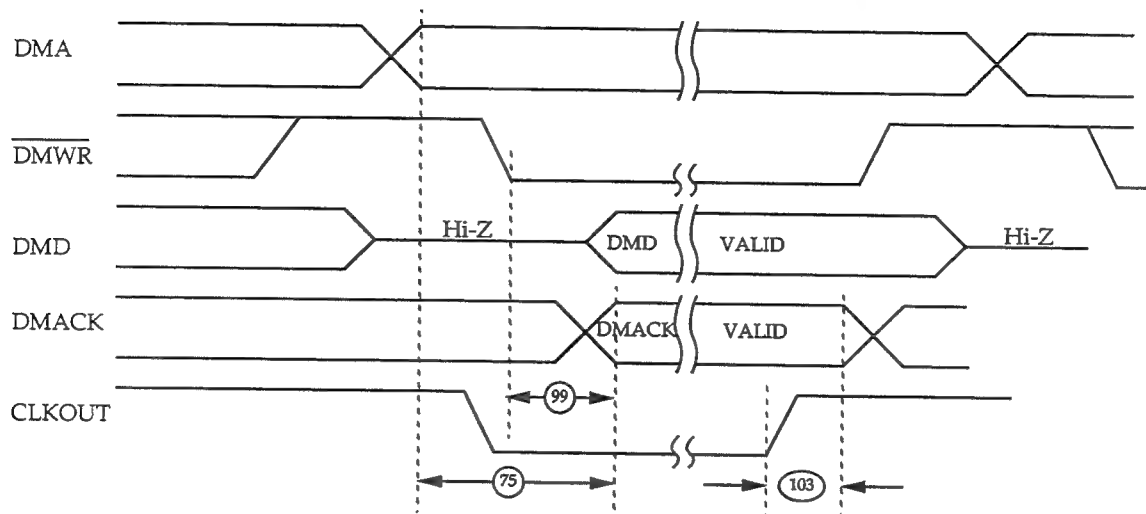 DMA
DMWR
DMD
Hi-Z
DMD
VALID
Hi-Z
DMACK
DMACK
VALID
CLKOUT
99
75
103